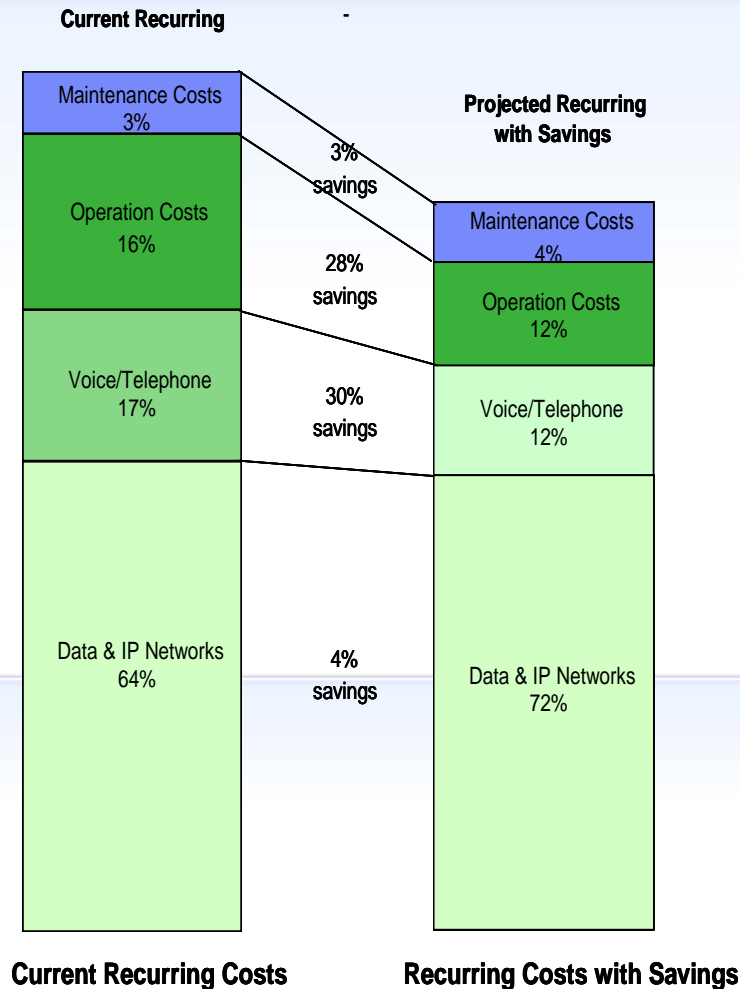 Current Recurring
-
Maintenance Costs
3%
Operation Costs
16%
Voice/Telephone
17%
Data & IP Networks
64%
3%
savings
28%
savings
30%
savings
4%
savings
Projected Recurring
with Savings
Maintenance Costs
4%
Operation Costs
12%
Voice/Telephone
12%
Data & IP Networks
72%
Current Recurring Costs
Recurring Costs with Savings